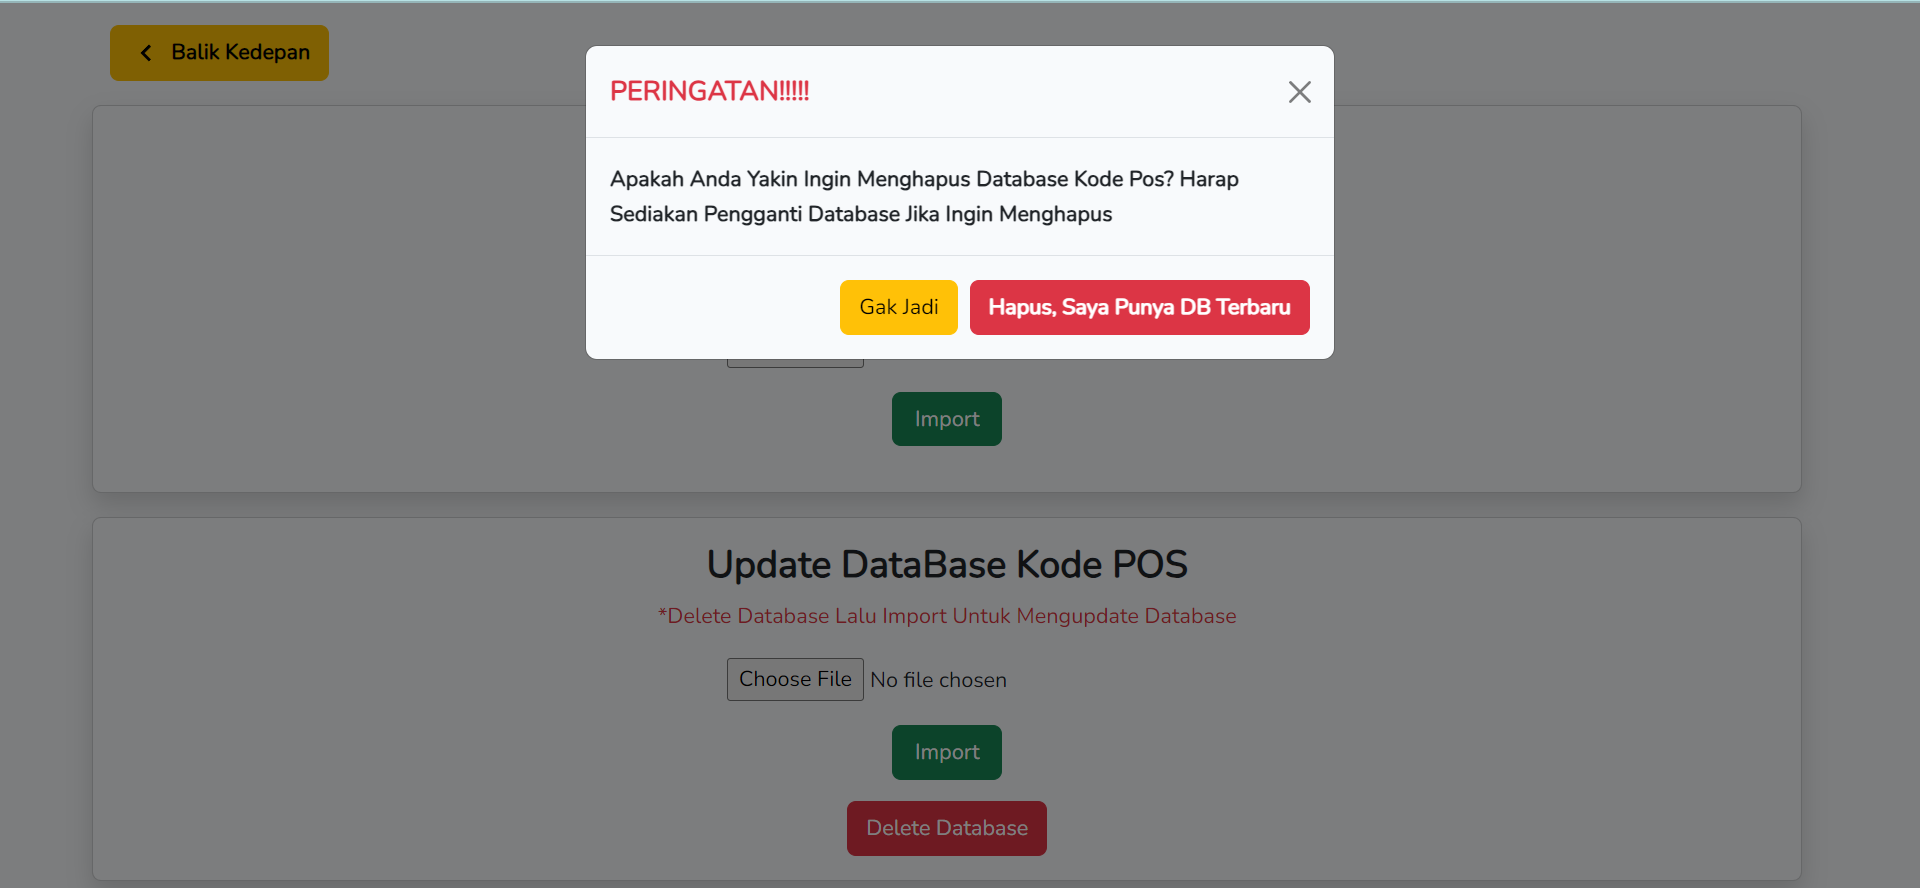 Balik Kedepan
PERINGATAN!!!!!
Apakah Anda Yakin Ingin Menghapus Database Kode Pos? Harap
Sediakan Pengganti Database Jika Ingin Menghapus
Gak Jadi
Hapus, Saya Punya DB Terbaru
Import
Update DataBase Kode POS
*Delete Database Lalu Import Untuk Mengupdate Database
Choose File No file chosen
Import
Delete Database